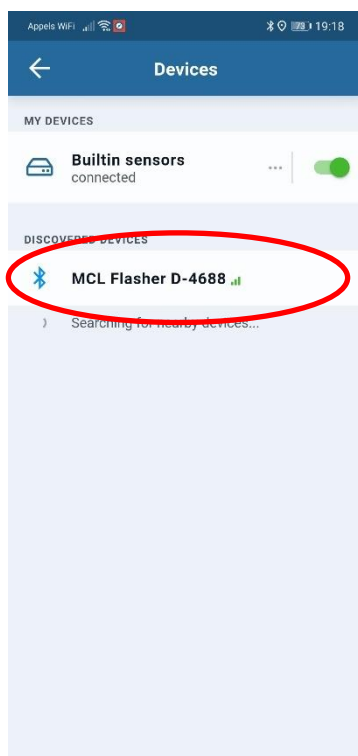 Appels WiFi 78 19:18
Devices
MY DEVICES
Builtin sensors
connected
DISCOVERED DEVICES
MCL Flasher D-4688
Searching for nearby devices...